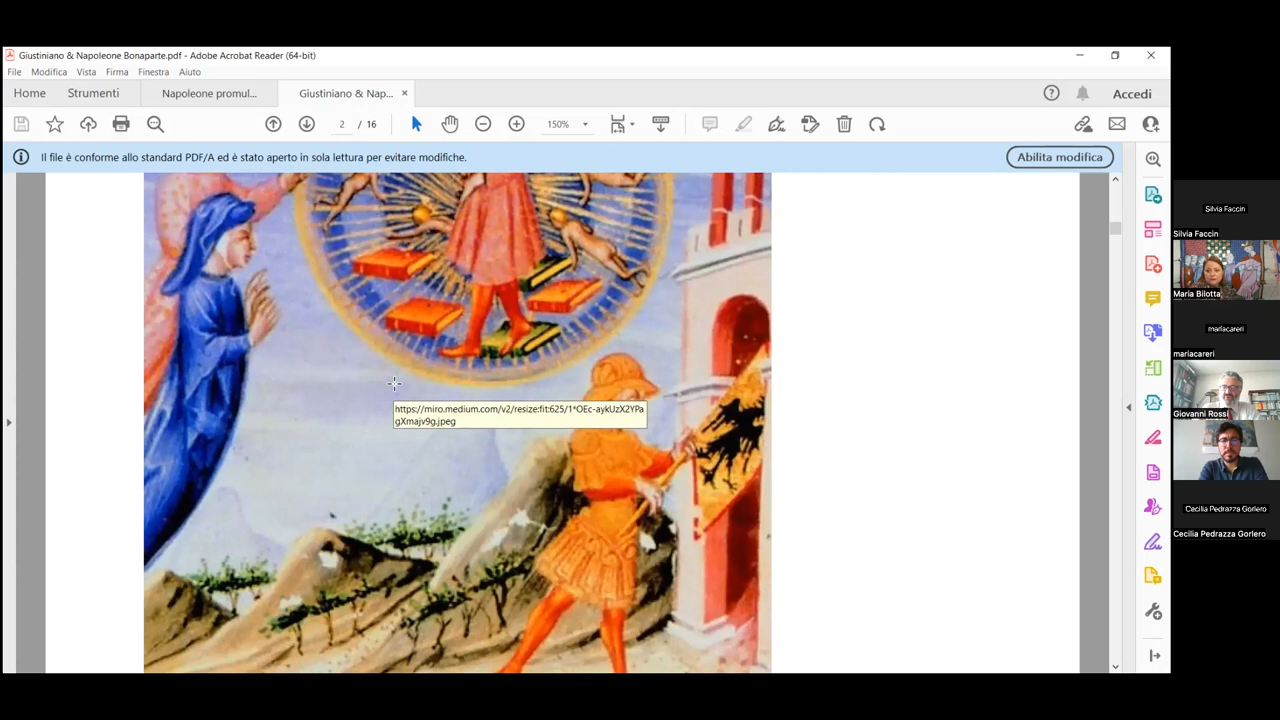 Giustiniano & Napoleone Bonaparte.pdf - Adobe Acrobat Reader (64-bit)
File Modifica Vista Firma Finestra Aiuto
Home Strumenti Napoleone promul... Giustiniano & Nap... ×
Accedi
2 / 16 150%
Il file è conforme allo standard PDF/A ed è stato aperto in sola lettura per evitare modifiche.
Abilita modifica
https://miro.medium.com/v2/resize:fit:625/1*OEc-aykUzX2YPa
gXmajv9g.jpeg
Silvia Faccin
Silvia Faccin
Maria Bilotta
mariacareri
mariacareri
Giovanni Rossi
Cecilia Pedrazza Gorlero
Cecilia Pedrazza Gorlero